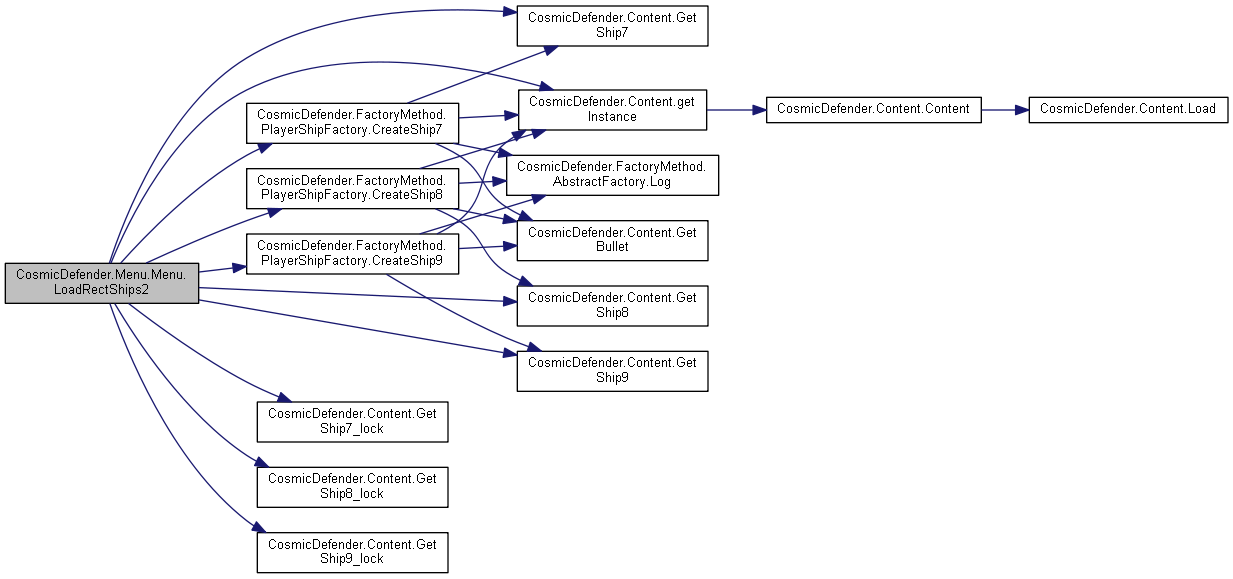 CosmicDefender.Menu.Menu.
LoadRectShips2
CosmicDefender.FactoryMethod.
PlayerShipFactory.CreateShip7
CosmicDefender.FactoryMethod.
PlayerShipFactory.CreateShip8
CosmicDefender.FactoryMethod.
PlayerShipFactory.CreateShip9
CosmicDefender.Content.Get
Ship7_lock
CosmicDefender.Content.Get
Ship8_lock
CosmicDefender.Content.Get
Ship9_lock
CosmicDefender.Content.Get
Ship7
CosmicDefender.Content.get
Instance
CosmicDefender.FactoryMethod.
AbstractFactory.Log
CosmicDefender.Content.Get
Bullet
CosmicDefender.Content.Get
Ship8
CosmicDefender.Content.Get
Ship9
CosmicDefender.Content.Content
CosmicDefender.Content.Load